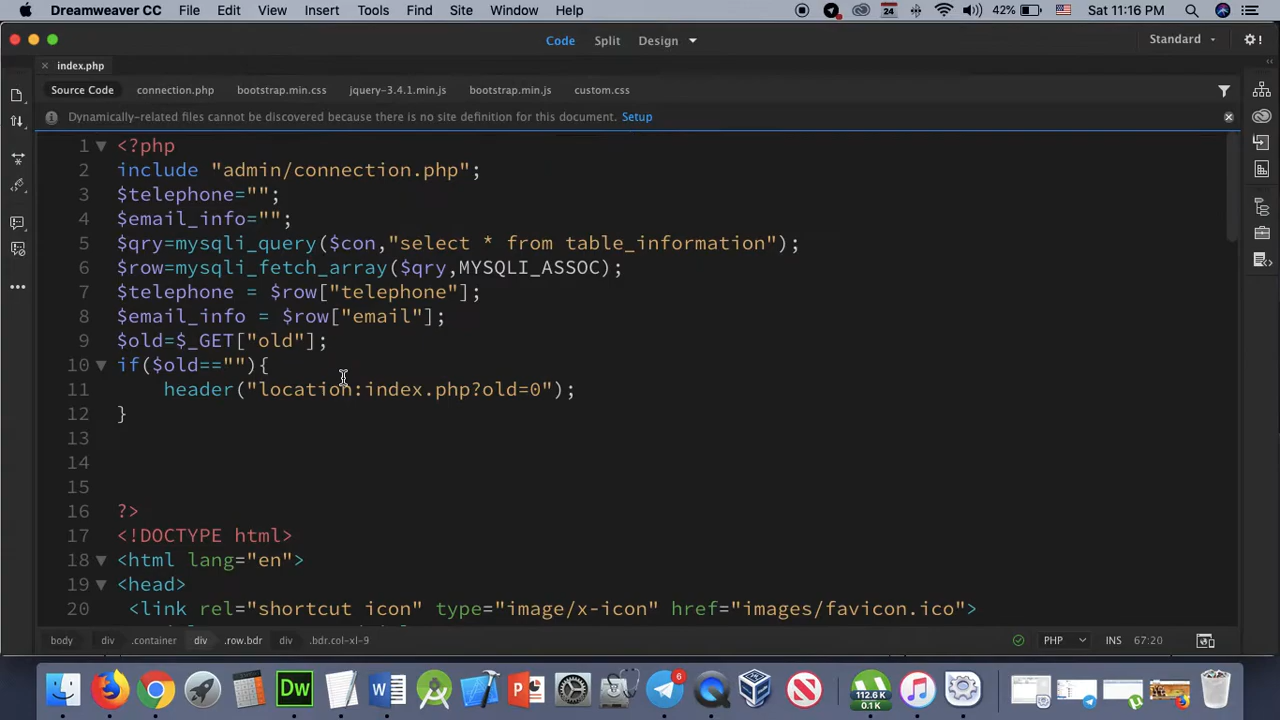 Dreamweaver CC File Edit View Insert Tools Find Site Window Help 24 42% Sat 11:16 PM
Code Split Design Standard
× index.php
Source Code connection.php bootstrap.min.css jquery-3.4.1.min.js bootstrap.min.js custom.css
Dynamically-related files cannot be discovered because there is no site definition for this document. Setup
1 <?php
2 include "admin/connection.php";
3 $telephone="";
4 $email_info="";
5 $qry=mysqli_query($con,"select * from table_information");
6 $row=mysqli_fetch_array($qry,MYSQLI_ASSOC);
7 $telephone = $row["telephone"];
8 $email_info = $row["email"];
9 $old=$_GET["old"];
10 if($old==""){
11 header("location:index.php?old=0");
12 }
13
14
15
16 ?>
17 <!DOCTYPE html>
18 <html lang="en">
19 <head>
20 <link rel="shortcut icon" type="image/x-icon" href="images/favicon.ico">
body div .container div .row.bdr div .bdr.col-xl-9 PHP INS 67:20
Dw W P 6 N 112.6 K 0.1 K